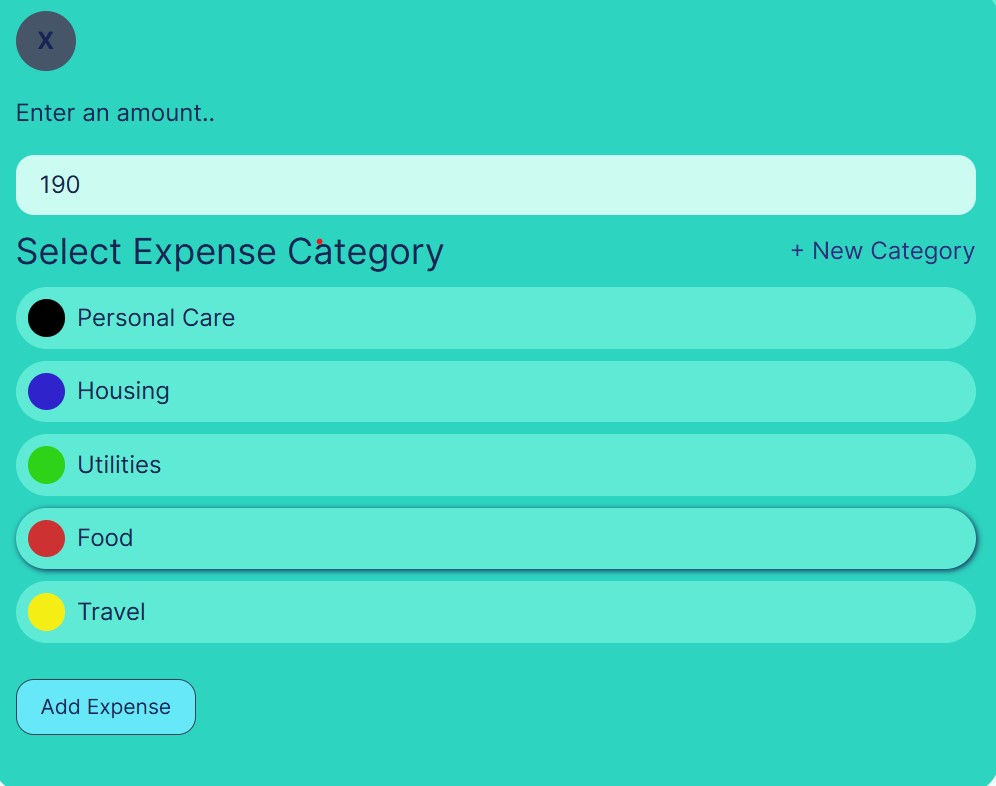 X
Enter an amount..
190
Select Expense Category
+ New Category
Personal Care
Housing
Utilities
Food
Travel
Add Expense